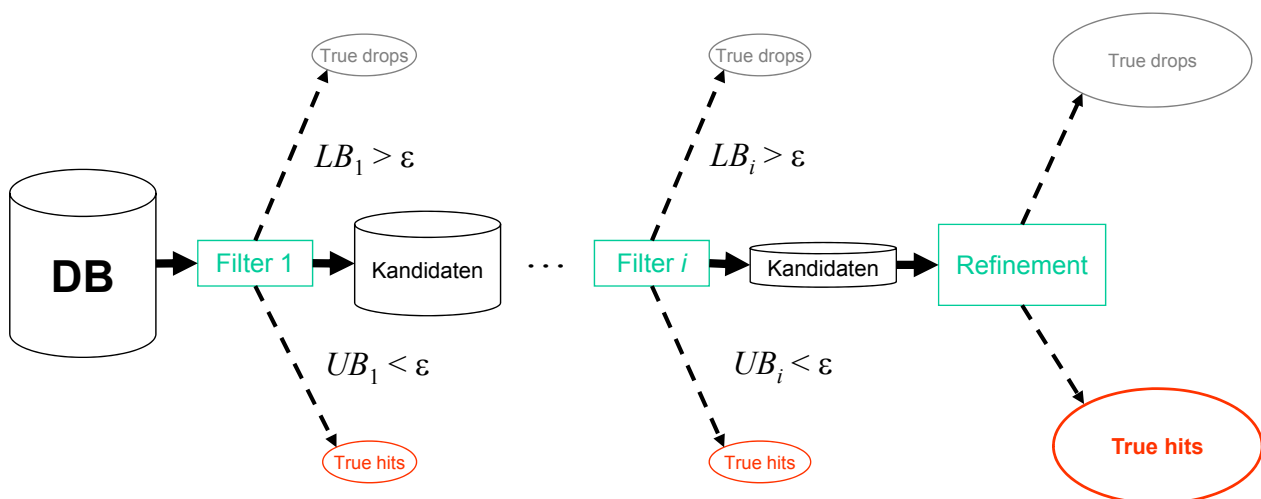 True drops
True drops
True drops
LB₁ > ε
LBᵢ > ε
DB
Filter 1
Kandidaten
...
Filter i
Kandidaten
Refinement
UB₁ < ε
UBᵢ < ε
True hits
True hits
True hits